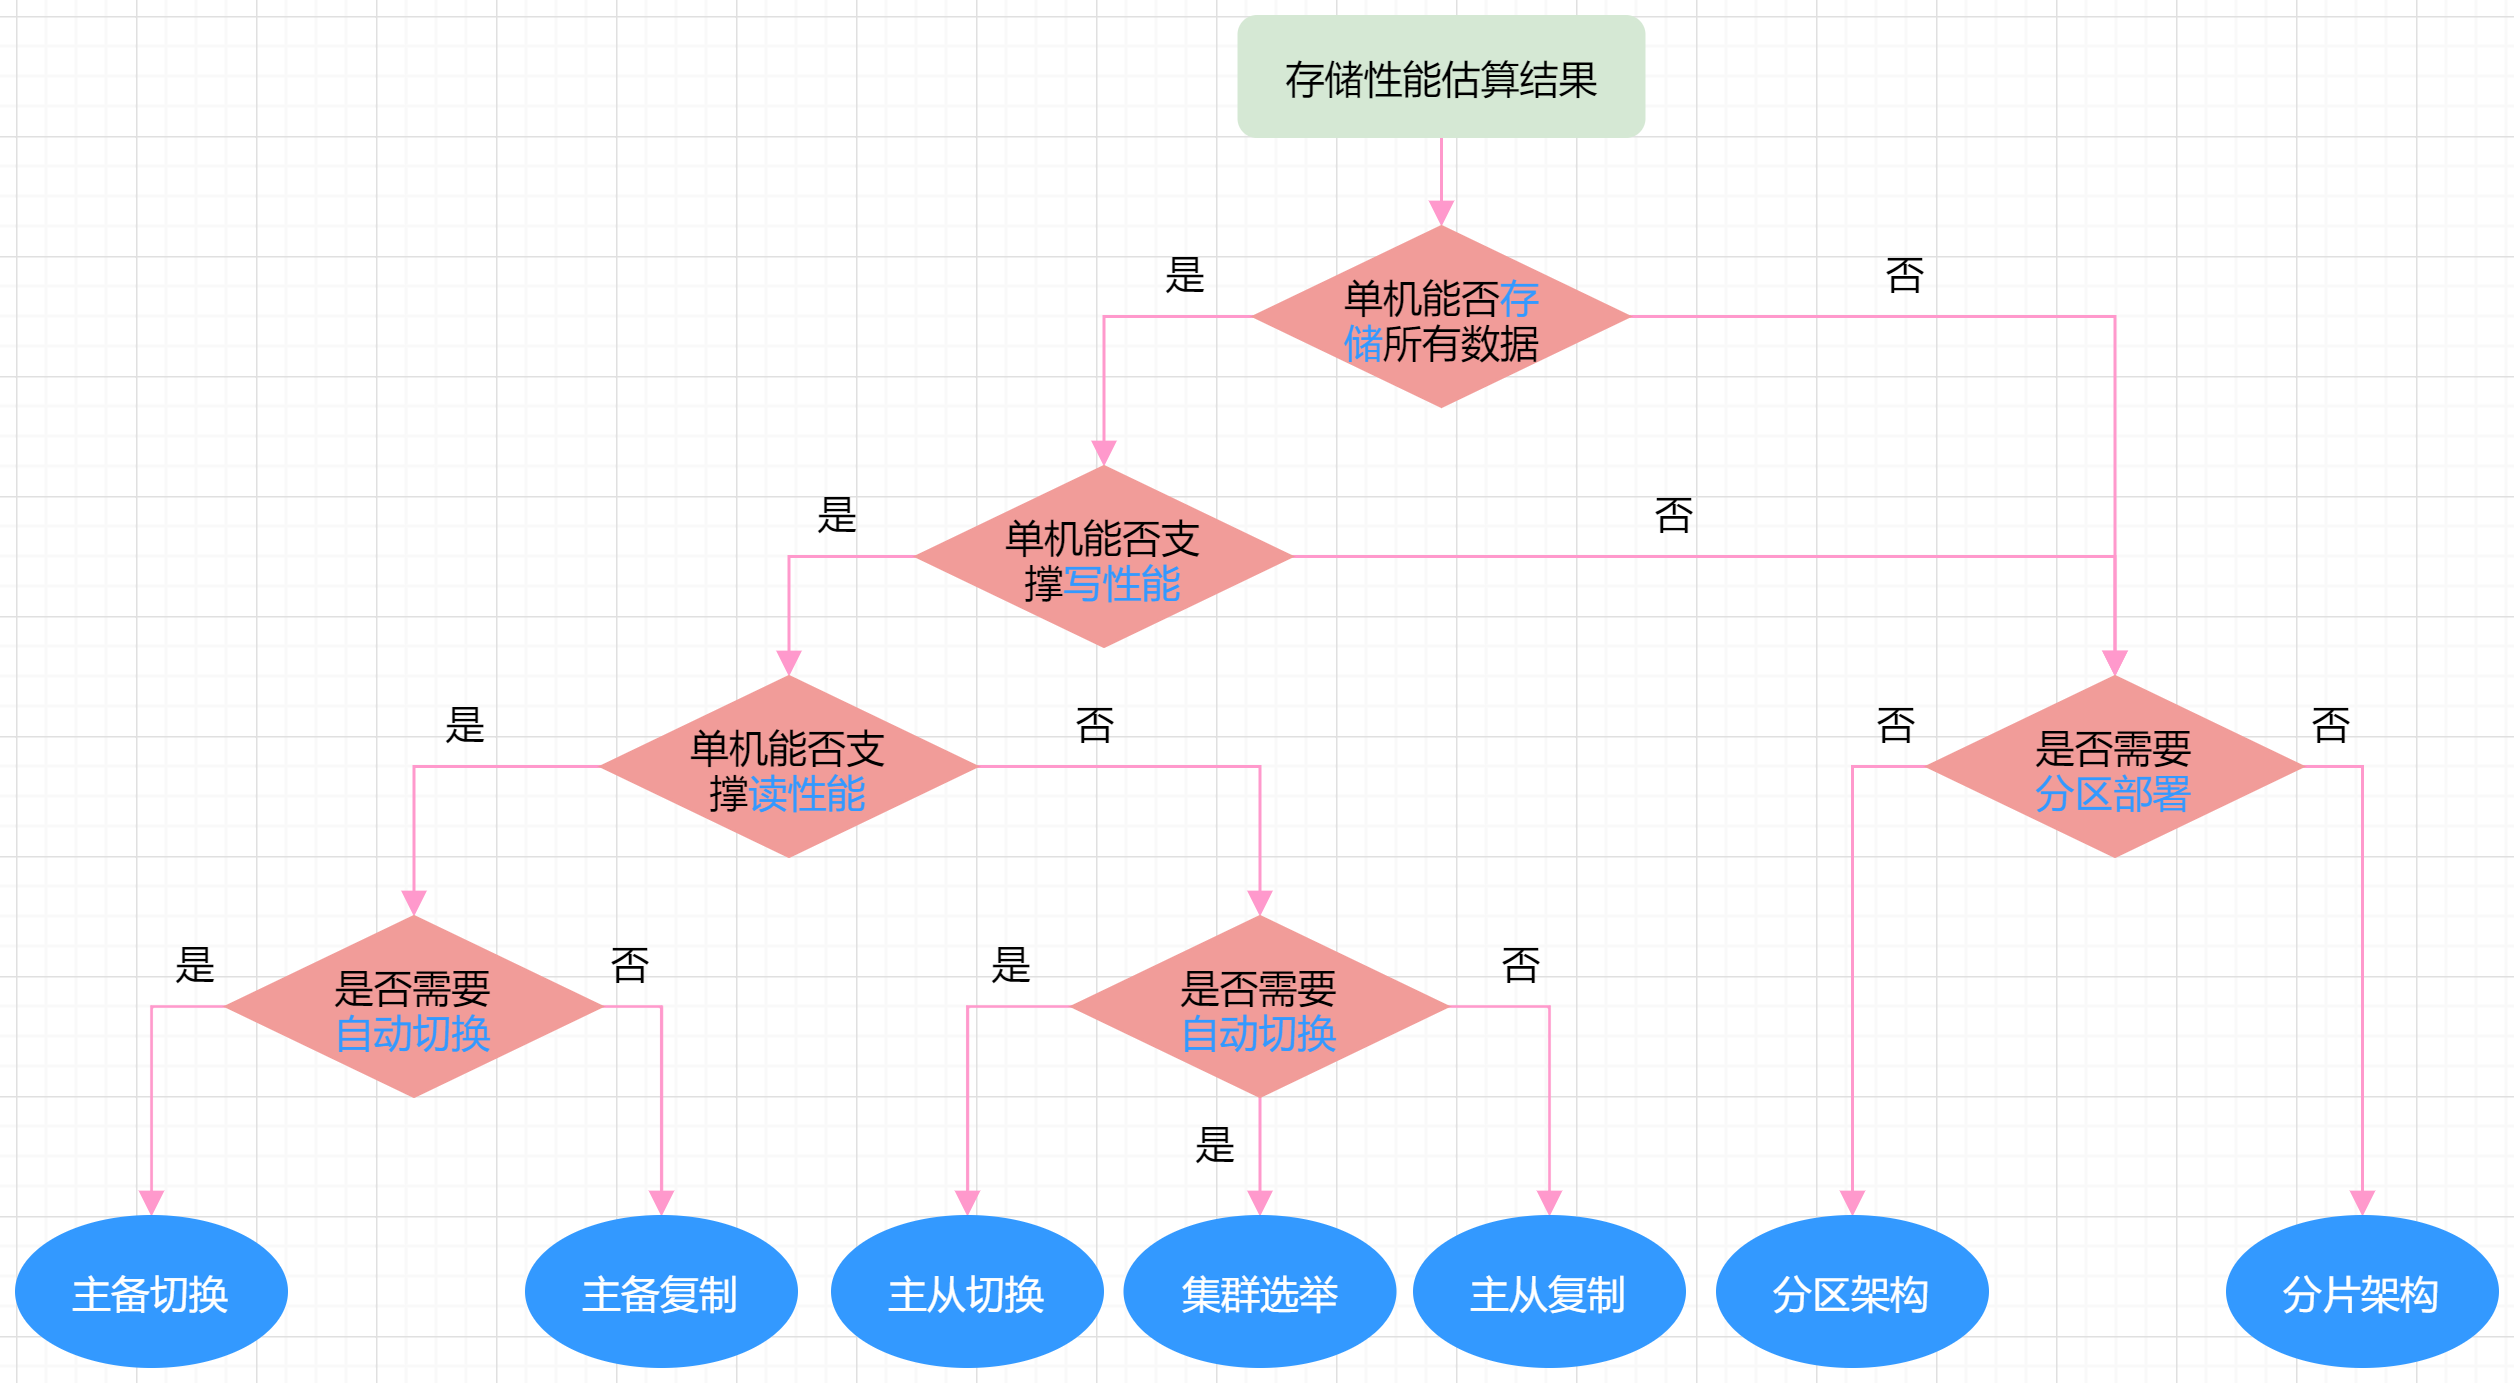 存储性能估算结果
是
否
单机能否存
储所有数据
是
否
单机能否支
撑写性能
是
否
否
否
单机能否支
撑读性能
是否需要
分区部署
是
否
是
否
是否需要
自动切换
是否需要
自动切换
是
主备切换
主备复制
主从切换
集群选举
主从复制
分区架构
分片架构